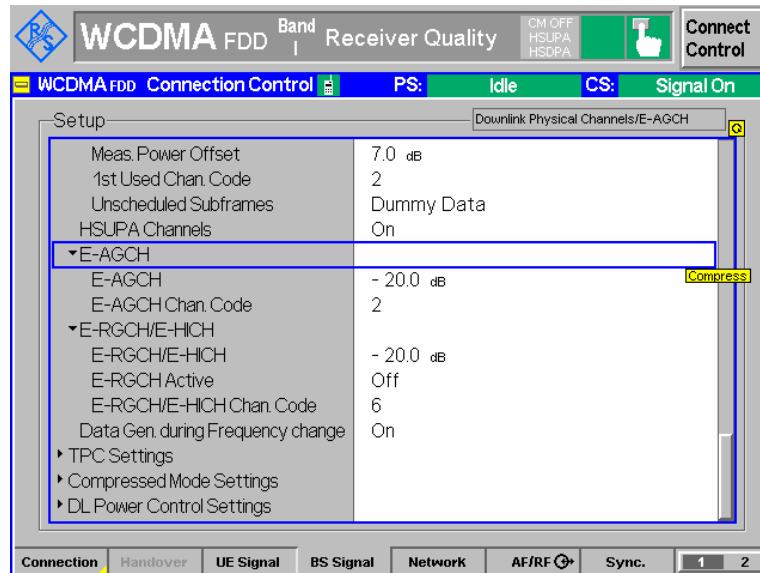 WCDMA FDD Band I Receiver Quality
CM OFF
HSUPA
HSDPA
Connect Control
R&S
WCDMA FDD Connection Control PS: Idle CS: Signal On
Setup Downlink Physical Channels/E-AGCH
Meas. Power Offset 7.0 dB
1st Used Chan. Code 2
Unscheduled Subframes Dummy Data
HSUPA Channels On
E-AGCH
Compress
E-AGCH - 20.0 dB
E-AGCH Chan. Code 2
E-RGCH/E-HICH
E-RGCH/E-HICH - 20.0 dB
E-RGCH Active Off
E-RGCH/E-HICH Chan. Code 6
Data Gen. during Frequency change On
TPC Settings
Compressed Mode Settings
DL Power Control Settings
Connection Handover UE Signal BS Signal Network AF/RF Sync. 1 2